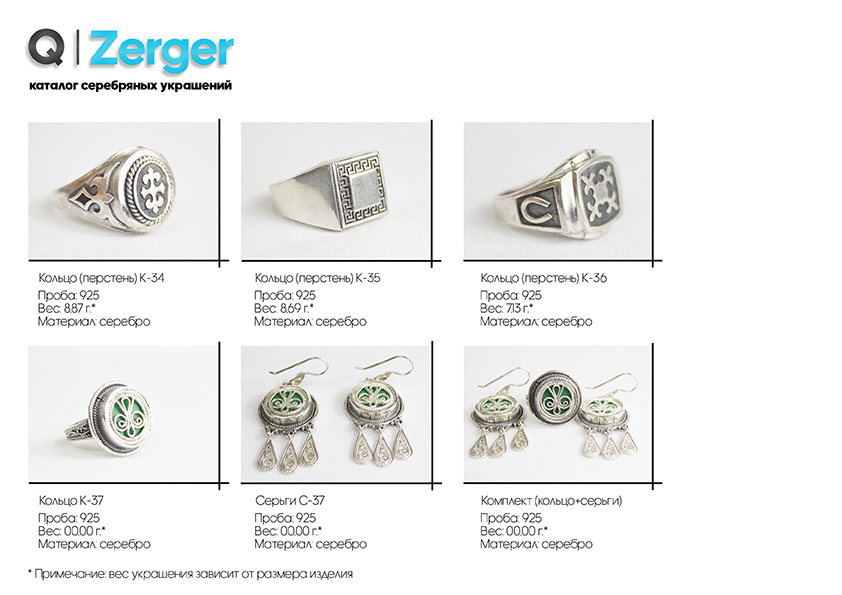 Q | Zerger
каталог серебряных украшений
Кольцо (перстень) К-34
Проба: 925
Вес: 8.87 г.*
Материал: серебро
Кольцо (перстень) К-35
Проба: 925
Вес: 8.69 г.*
Материал: серебро
Кольцо (перстень) К-36
Проба: 925
Вес: 7.13 г.*
Материал: серебро
Кольцо К-37
Проба: 925
Вес: 00.00 г.*
Материал: серебро
Серьги С-37
Проба: 925
Вес: 00.00 г.*
Материал: серебро
Комплект (кольцо+серьги)
Проба: 925
Вес: 00.00 г.*
Материал: серебро
* Примечание: вес украшения зависит от размера изделия